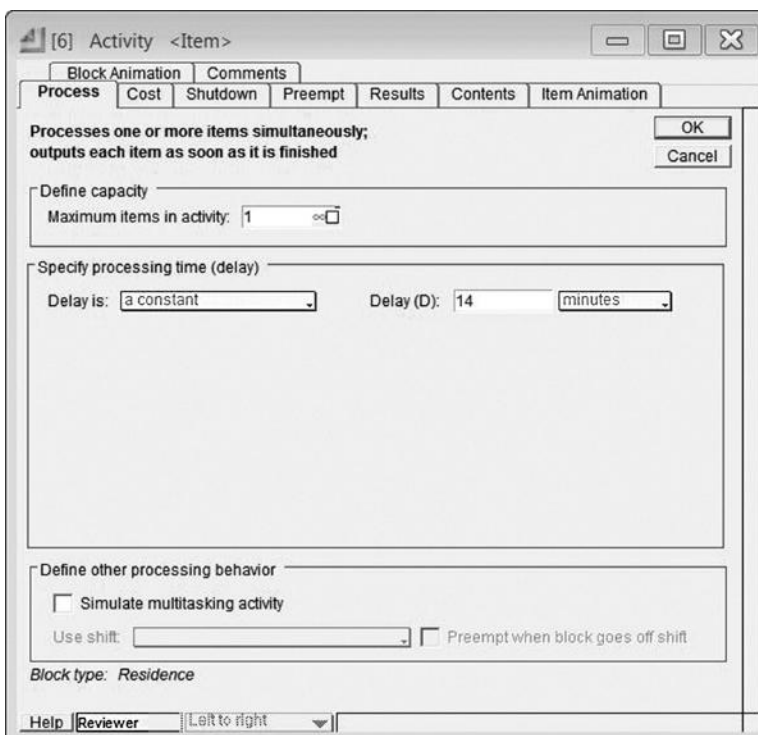 [6] Activity <Item>
Block Animation Comments
Process Cost Shutdown Preempt Results Contents Item Animation
Processes one or more items simultaneously;
outputs each item as soon as it is finished
OK
Cancel
Define capacity
Maximum items in activity: 1 ∞
Specify processing time (delay)
Delay is: a constant Delay (D): 14 minutes
Define other processing behavior
Simulate multitasking activity
Use shift: Preempt when block goes off shift
Block type: Residence
Help Reviewer Left to right